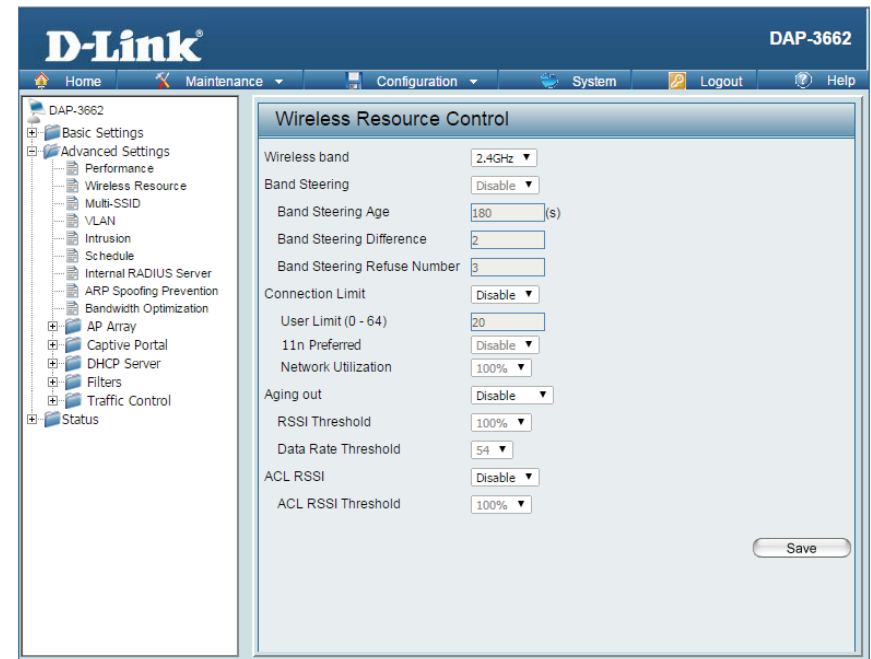 D-Link®
DAP-3662
Home Maintenance Configuration System Logout Help
DAP-3662
Basic Settings
Advanced Settings
Performance
Wireless Resource
Multi-SSID
VLAN
Intrusion
Schedule
Internal RADIUS Server
ARP Spoofing Prevention
Bandwidth Optimization
AP Array
Captive Portal
DHCP Server
Filters
Traffic Control
Status
Wireless Resource Control
Wireless band 2.4GHz
Band Steering Disable
Band Steering Age 180 (s)
Band Steering Difference 2
Band Steering Refuse Number 3
Connection Limit Disable
User Limit (0 - 64) 20
11n Preferred Disable
Network Utilization 100%
Aging out Disable
RSSI Threshold 100%
Data Rate Threshold 54
ACL RSSI Disable
ACL RSSI Threshold 100%
Save